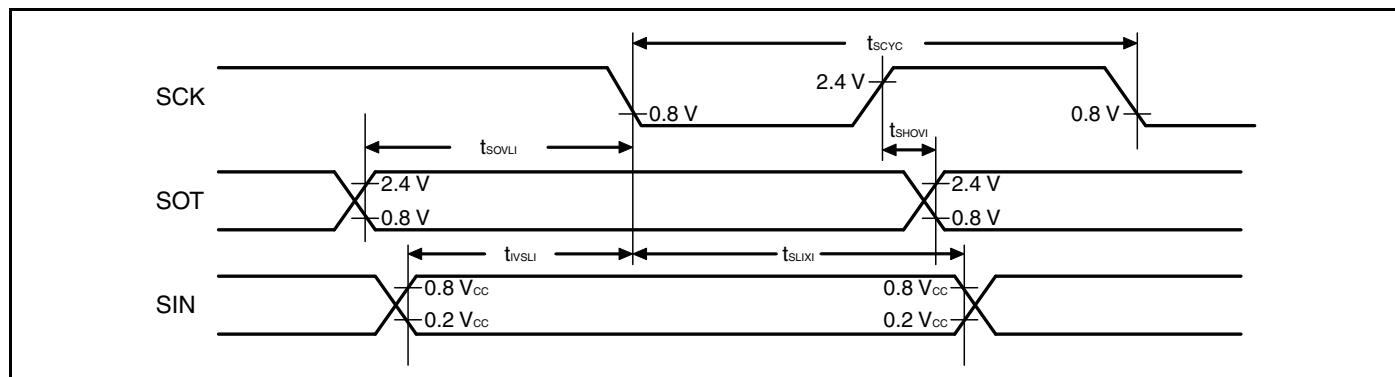 tSCYC
SCK
2.4 V
0.8 V
0.8 V
tSHOVI
tSOVLI
SOT
2.4 V
0.8 V
2.4 V
0.8 V
tIVSLI
tSLIXI
SIN
0.8 VCC
0.2 VCC
0.8 VCC
0.2 VCC